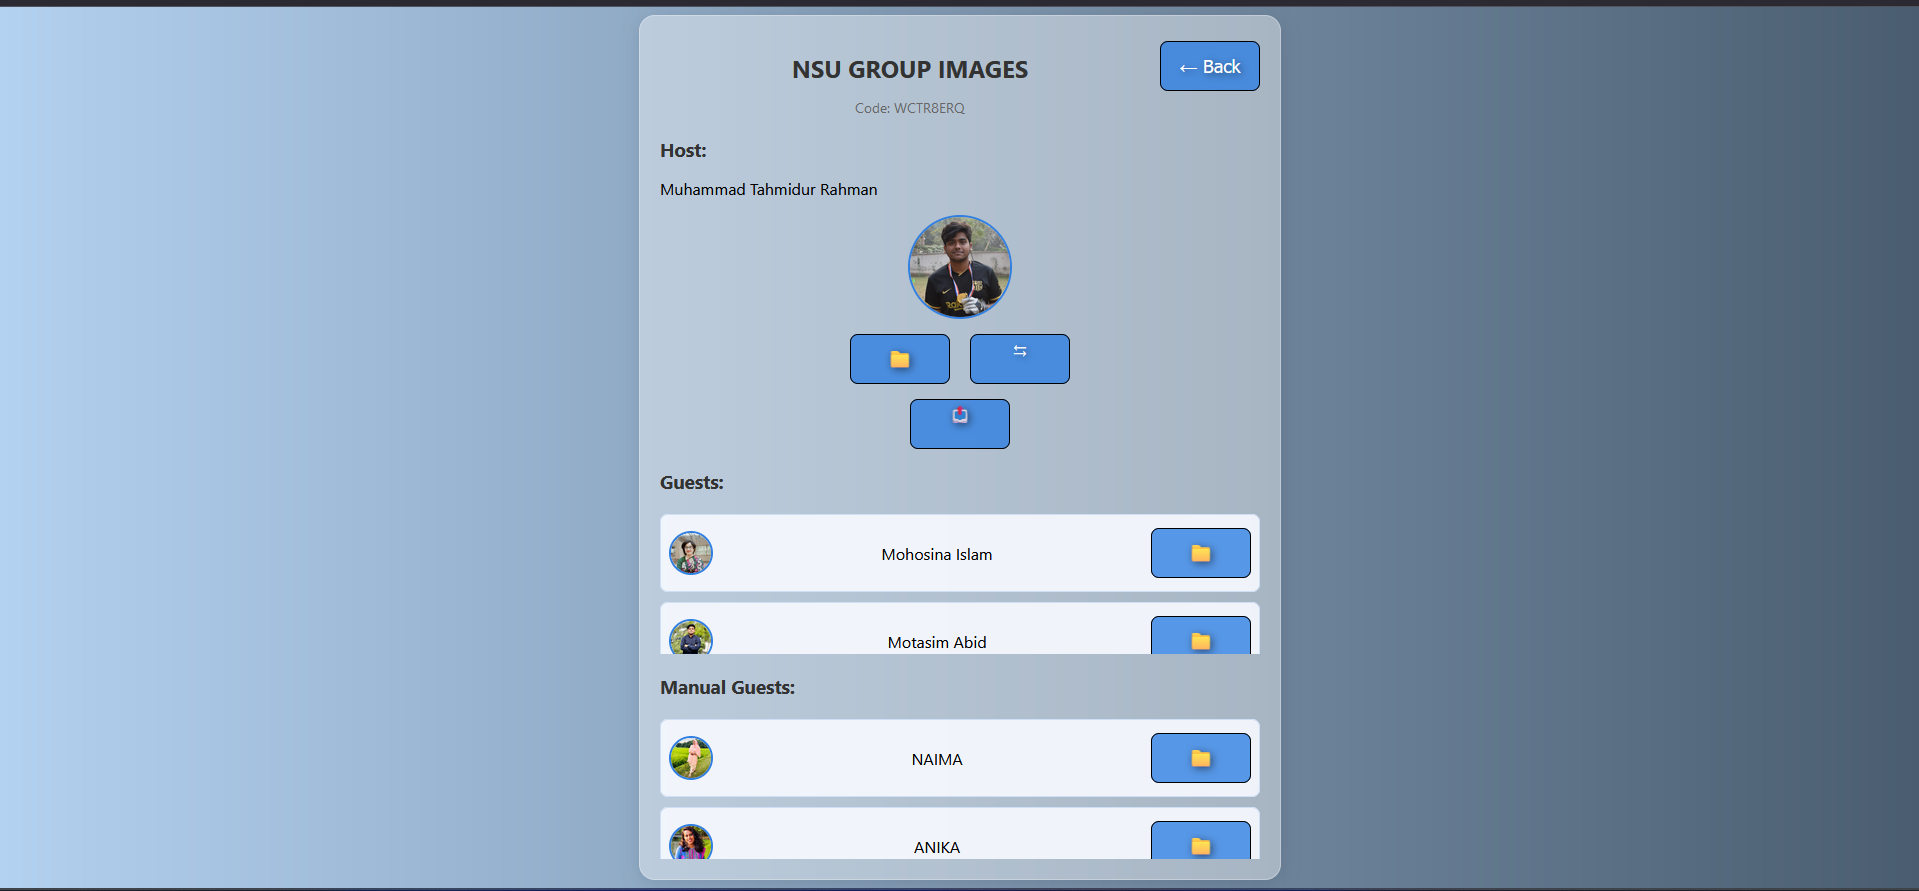 NSU GROUP IMAGES
← Back
Code: WCTR8ERQ
Host:
Muhammad Tahmidur Rahman
Guests:
Mohosina Islam
Motasim Abid
Manual Guests:
NAIMA
ANIKA